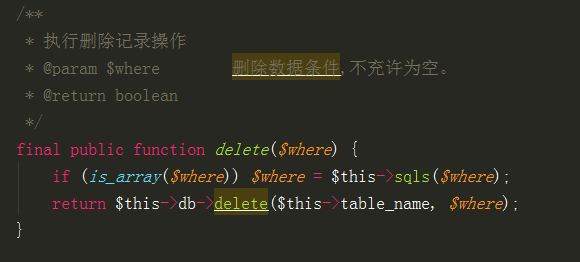 /**
 * 执行删除记录操作
 * @param $where 		删除数据条件,不充许为空。
 * @return boolean
 */
final public function delete($where) {
	if (is_array($where)) $where = $this->sqls($where);
	return $this->db->delete($this->table_name, $where);
}